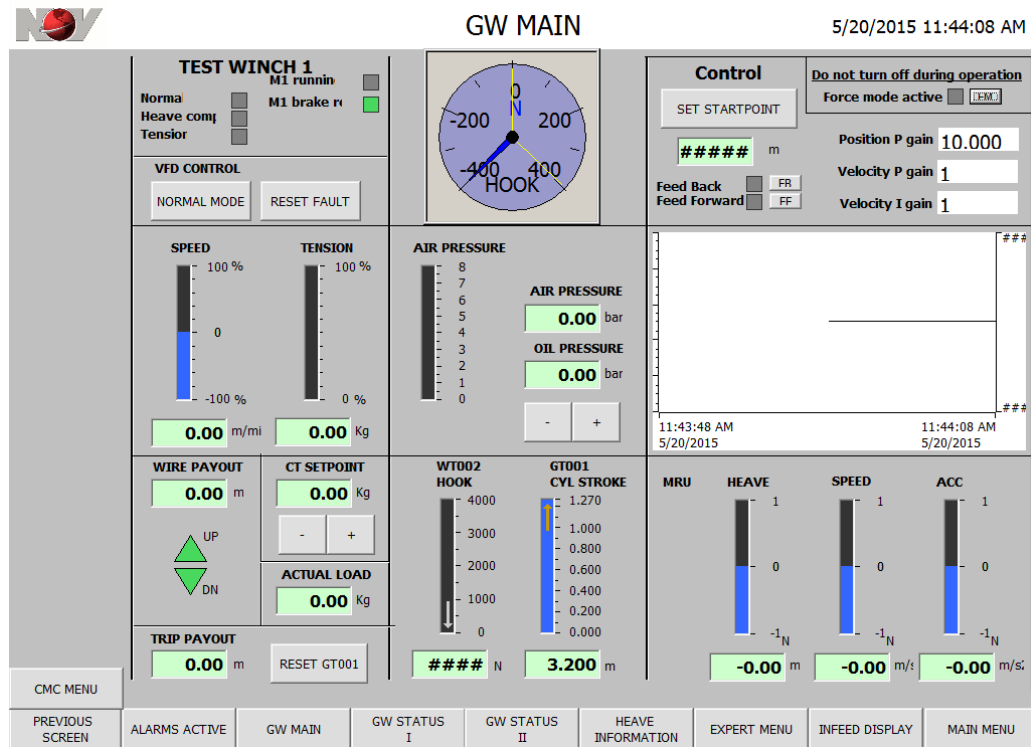 NOV
GW MAIN
5/20/2015 11:44:08 AM
TEST WINCH 1
M1 runnin
Normal
M1 brake re
Heave comp
Tension
VFD CONTROL
NORMAL MODE
RESET FAULT
0
N
-200
200
-400
400
HOOK
Control
SET STARTPOINT
##### m
Feed Back
FR
Feed Forward
FF
Do not turn off during operation
Force mode active
DEMO
Position P gain 10.000
Velocity P gain 1
Velocity I gain 1
SPEED
100 %
0
-100 %
0.00 m/mi
TENSION
100 %
0 %
0.00 Kg
AIR PRESSURE
8
7
6
5
4
3
2
1
0
AIR PRESSURE
0.00 bar
OIL PRESSURE
0.00 bar
-
+
###
###
11:43:48 AM
5/20/2015
11:44:08 AM
5/20/2015
WIRE PAYOUT
0.00 m
UP
DN
TRIP PAYOUT
0.00 m
CT SETPOINT
0.00 Kg
-
+
ACTUAL LOAD
0.00 Kg
RESET GT001
WT002
HOOK
4000
3000
2000
1000
0
#### N
GT001
CYL STROKE
1.270
1.000
0.800
0.600
0.400
0.200
0.000
3.200 m
MRU
HEAVE
1
0
-1
N
-0.00 m
SPEED
1
0
-1
N
-0.00 m/s
ACC
1
0
-1
N
-0.00 m/s2
CMC MENU
PREVIOUS
SCREEN
ALARMS ACTIVE
GW MAIN
GW STATUS
I
GW STATUS
II
HEAVE
INFORMATION
EXPERT MENU
INFEED DISPLAY
MAIN MENU